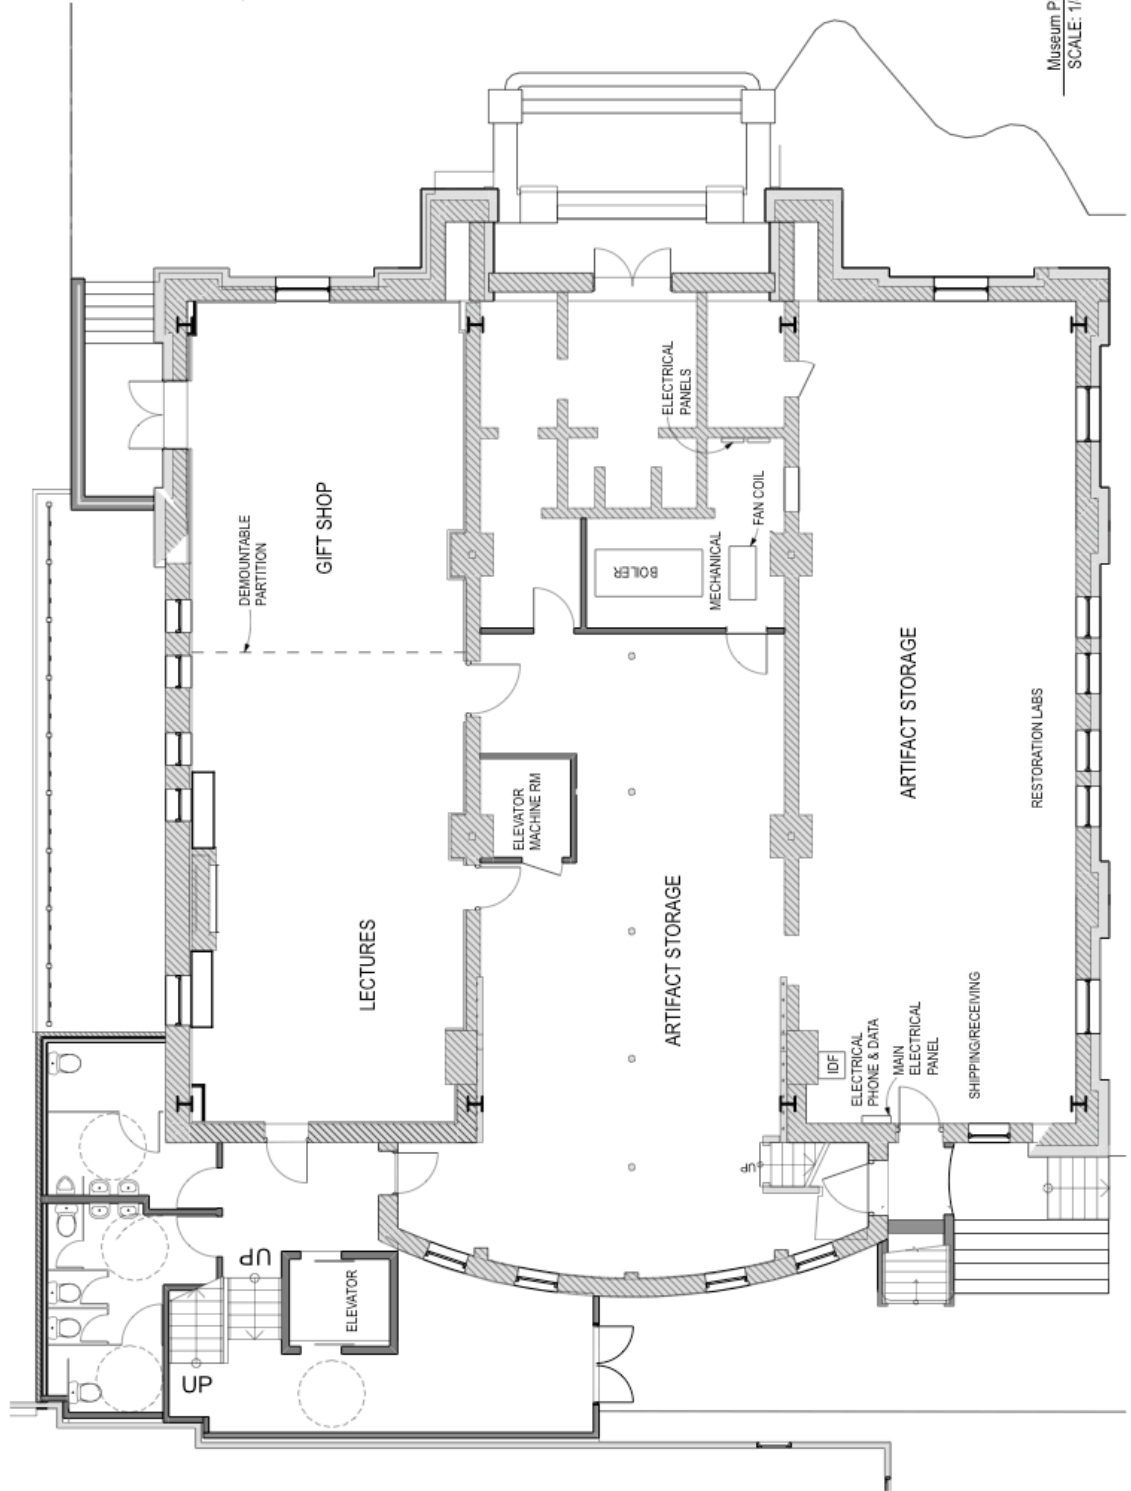 Museum P
SCALE: 1/
ELECTRICAL
PANELS
GIFT SHOP
DEMOUNTABLE
PARTITION
FAN COIL
BOILER
MECHANICAL
ARTIFACT STORAGE
RESTORATION LABS
ELEVATOR
MACHINE RM
LECTURES
ARTIFACT STORAGE
IDF
ELECTRICAL
PHONE & DATA
MAIN
ELECTRICAL
PANEL
SHIPPING/RECEIVING
UP
UP
ELEVATOR
UP